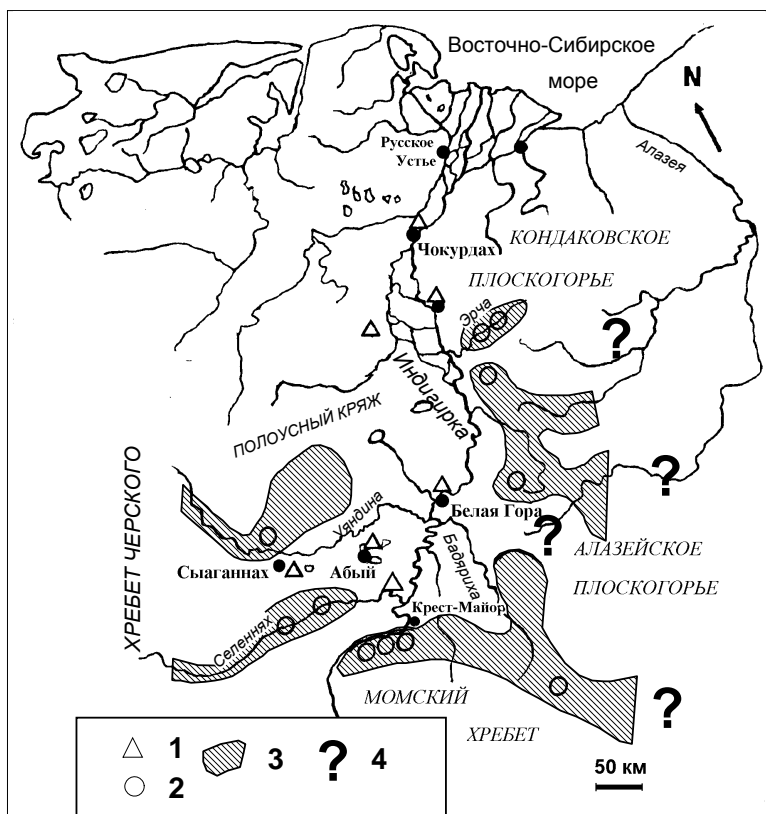 Восточно-Сибирское
море
N
Русское
Устье
Алазея
Чокурдах
КОНДАКОВСКОЕ
ПЛОСКОГОРЬЕ
Эрча
?
Индигирка
ПОЛОУСНЫЙ КРЯЖ
ХРЕБЕТ ЧЕРСКОГО
?
Белая Гора
Уяндина
?
АЛАЗЕЙСКОЕ
ПЛОСКОГОРЬЕ
Сыаганнах
Абый
Бадяриха
Крест-Майор
Селеннях
МОМСКИЙ
ХРЕБЕТ
?
1
2
3
? 4
50 км